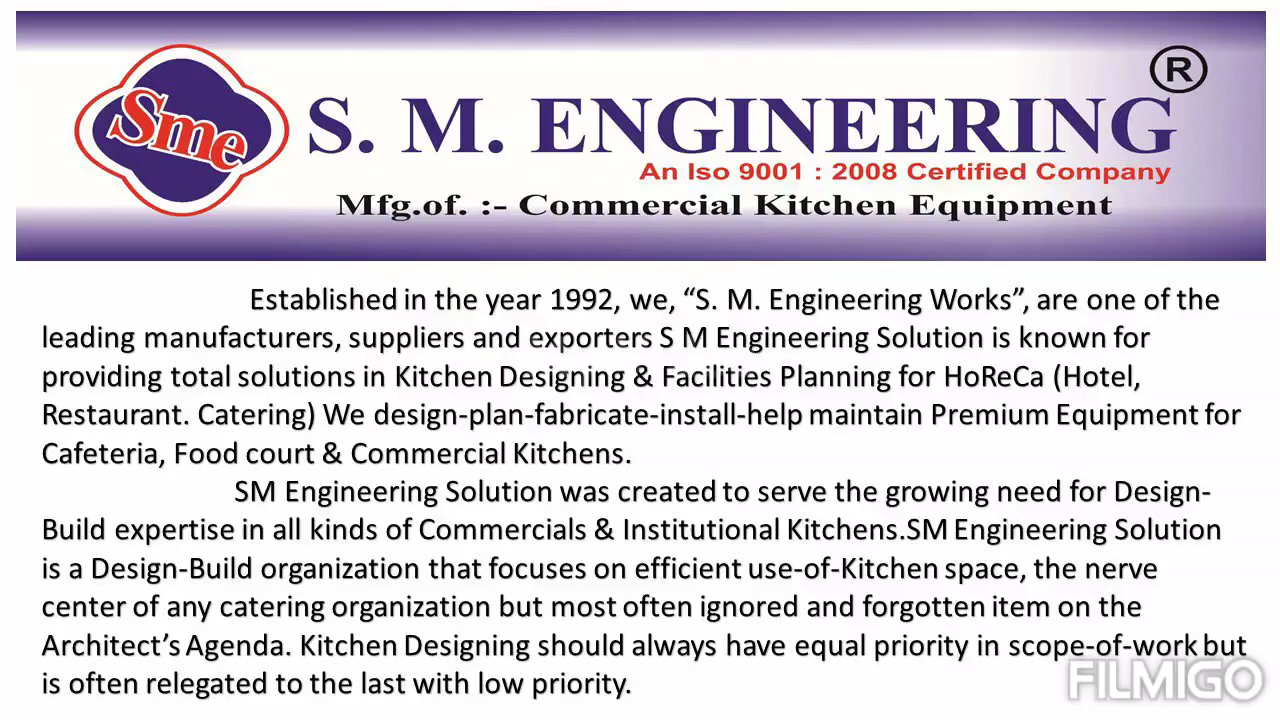 Sme
S. M. ENGINEERING ®
An Iso 9001 : 2008 Certified Company
Mfg.of. :- Commercial Kitchen Equipment
Established in the year 1992, we, “S. M. Engineering Works”, are one of the
leading manufacturers, suppliers and exporters S M Engineering Solution is known for
providing total solutions in Kitchen Designing & Facilities Planning for HoReCa (Hotel,
Restaurant. Catering) We design-plan-fabricate-install-help maintain Premium Equipment for
Cafeteria, Food court & Commercial Kitchens.
SM Engineering Solution was created to serve the growing need for Design-
Build expertise in all kinds of Commercials & Institutional Kitchens.SM Engineering Solution
is a Design-Build organization that focuses on efficient use-of-Kitchen space, the nerve
center of any catering organization but most often ignored and forgotten item on the
Architect’s Agenda. Kitchen Designing should always have equal priority in scope-of-work but
is often relegated to the last with low priority.
FILMIGO